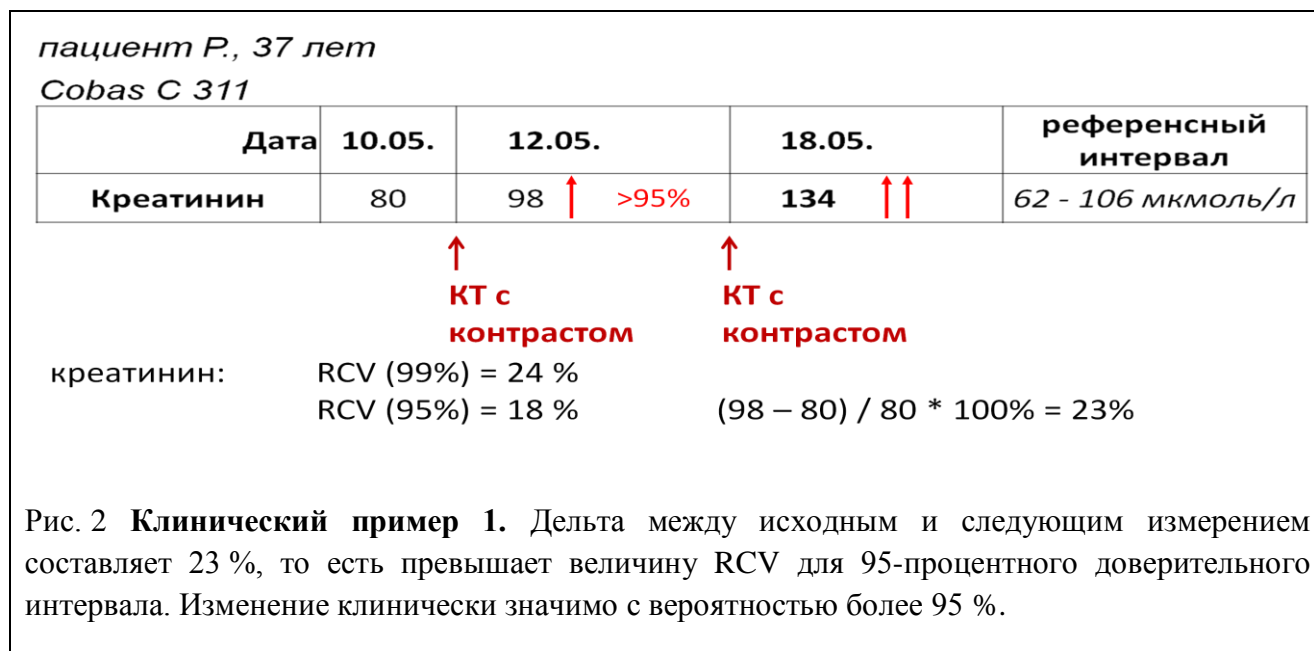 пациент Р., 37 лет
Cobas C 311
Дата 10.05. 12.05. 18.05. референсный интервал
Креатинин 80 98 ↑ >95% 134 ↑↑ 62 - 106 мкмоль/л
↑ ↑
КТ с контрастом КТ с контрастом
креатинин: RCV (99%) = 24 %
RCV (95%) = 18 % (98 – 80) / 80 * 100% = 23%
Рис. 2 Клинический пример 1. Дельта между исходным и следующим измерением
составляет 23 %, то есть превышает величину RCV для 95-процентного доверительного
интервала. Изменение клинически значимо с вероятностью более 95 %.